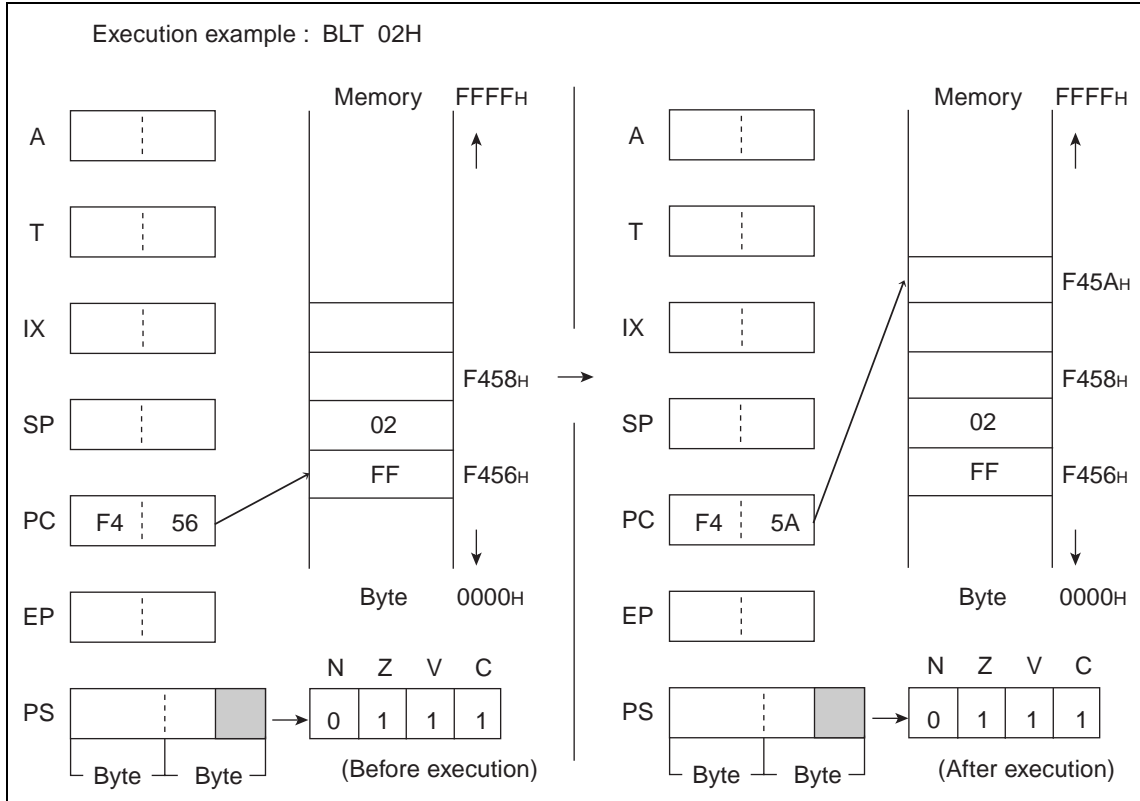 Execution example : BLT 02H
Memory FFFFH
A
T
IX
F458H
SP
02
FF
F456H
PC
F4 56
Byte 0000H
EP
N Z V C
PS
0 1 1 1
Byte Byte
(Before execution)
Memory FFFFH
A
T
F45AH
IX
F458H
SP
02
FF
F456H
PC
F4 5A
Byte 0000H
EP
N Z V C
PS
0 1 1 1
Byte Byte
(After execution)